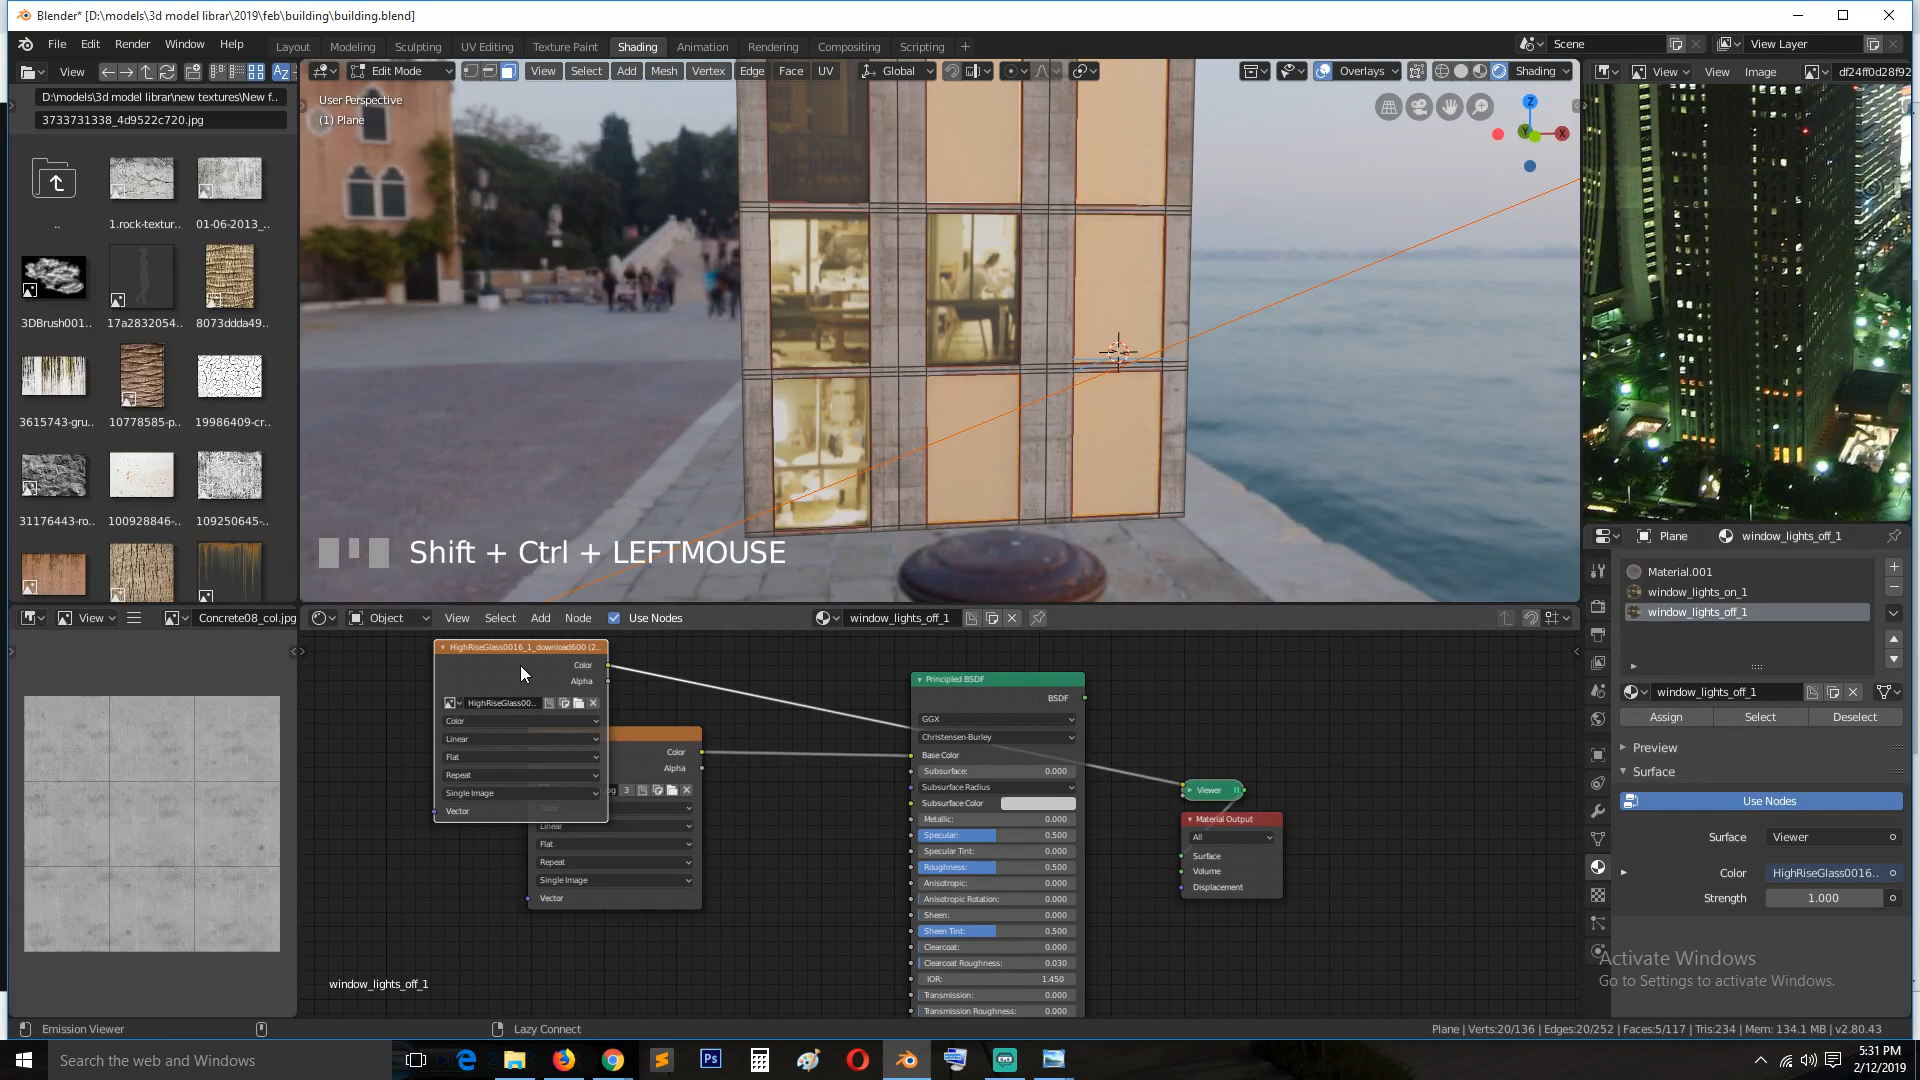 Blender* [D:\models\3d model librar\2019\feb\building\building.blend]
File Edit Render Window Help
Layout Modeling Sculpting UV Editing Texture Paint Shading Animation Rendering Compositing Scripting +
Scene
View Layer
View
D:\models\3d model librar\new textures\New f..
3733731338_4d9522c720.jpg
..
1.rock-textur..
01-06-2013_..
3DBrush001..
17a2832054..
8073ddda49..
3615743-gru..
10778585-p..
19986409-cr..
31176443-ro..
100928846-..
109250645-..
Edit Mode
View Select Add Mesh Vertex Edge Face UV
Global
Overlays
Shading
User Perspective
(1) Plane
Z
Y
X
Shift + Ctrl + LEFTMOUSE
View View Image
df24ff0d28f92
View
Concrete08_col.jpg
Object View Select Add Node Use Nodes
window_lights_off_1
HighRiseGlass0016_1_download600 (2..
Color
Alpha
HighRiseGlass00..
Color
Linear
Flat
Repeat
Single Image
Vector
Color
Alpha
3
Color
Linear
Flat
Repeat
Single Image
Vector
Principled BSDF
BSDF
GGX
Christensen-Burley
Base Color
Subsurface: 0.000
Subsurface Radius
Subsurface Color
Metallic: 0.000
Specular: 0.500
Specular Tint: 0.000
Roughness: 0.500
Anisotropic: 0.000
Anisotropic Rotation: 0.000
Sheen: 0.000
Sheen Tint: 0.500
Clearcoat: 0.000
Clearcoat Roughness: 0.030
IOR: 1.450
Transmission: 0.000
Transmission Roughness: 0.000
Viewer
Material Output
All
Surface
Volume
Displacement
window_lights_off_1
Plane
window_lights_off_1
Material.001
window_lights_on_1
window_lights_off_1
window_lights_off_1
Assign Select Deselect
Preview
Surface
Use Nodes
Surface: Viewer
Color HighRiseGlass0016..
Strength 1.000
Activate Windows
Go to Settings to activate Windows.
Emission Viewer
Lazy Connect
Plane | Verts:20/136 | Edges:20/252 | Faces:5/117 | Tris:234 | Mem: 134.1 MB | v2.80.43
Search the web and Windows
Ps
5:31 PM
2/12/2019